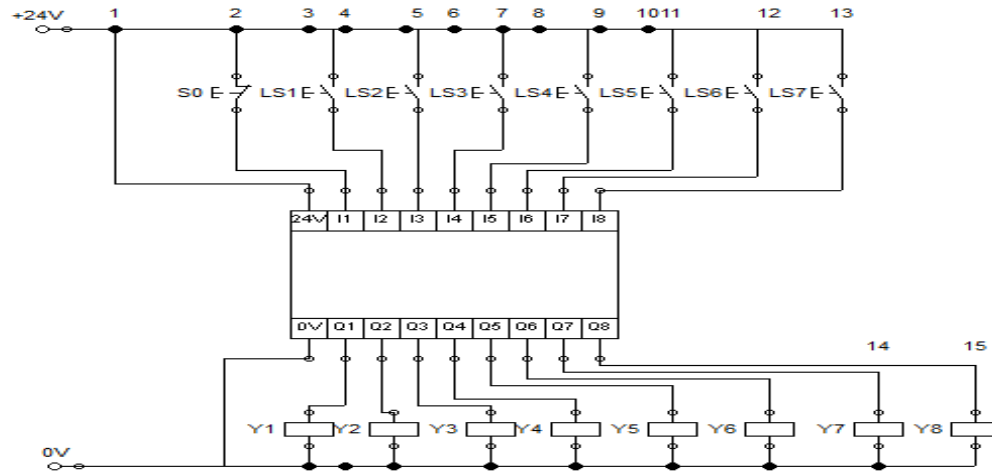 +24V 1 2 3 4 5 6 7 8 9 10 11 12 13
S0 LS1 LS2 LS3 LS4 LS5 LS6 LS7
24V I1 I2 I3 I4 I5 I6 I7 I8
0V Q1 Q2 Q3 Q4 Q5 Q6 Q7 Q8
14 15
Y1 Y2 Y3 Y4 Y5 Y6 Y7 Y8
0V